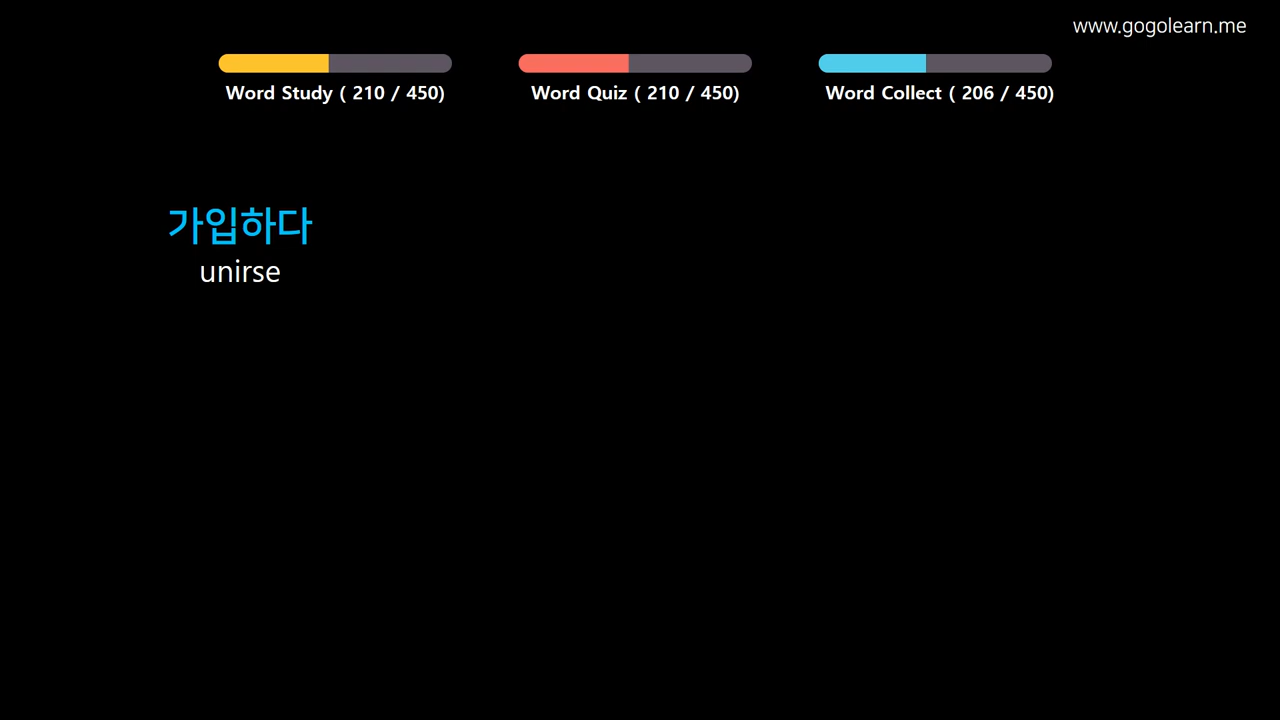 www.gogolearn.me
Word Study ( 210 / 450)
Word Quiz ( 210 / 450)
Word Collect ( 206 / 450)
가입하다
unirse